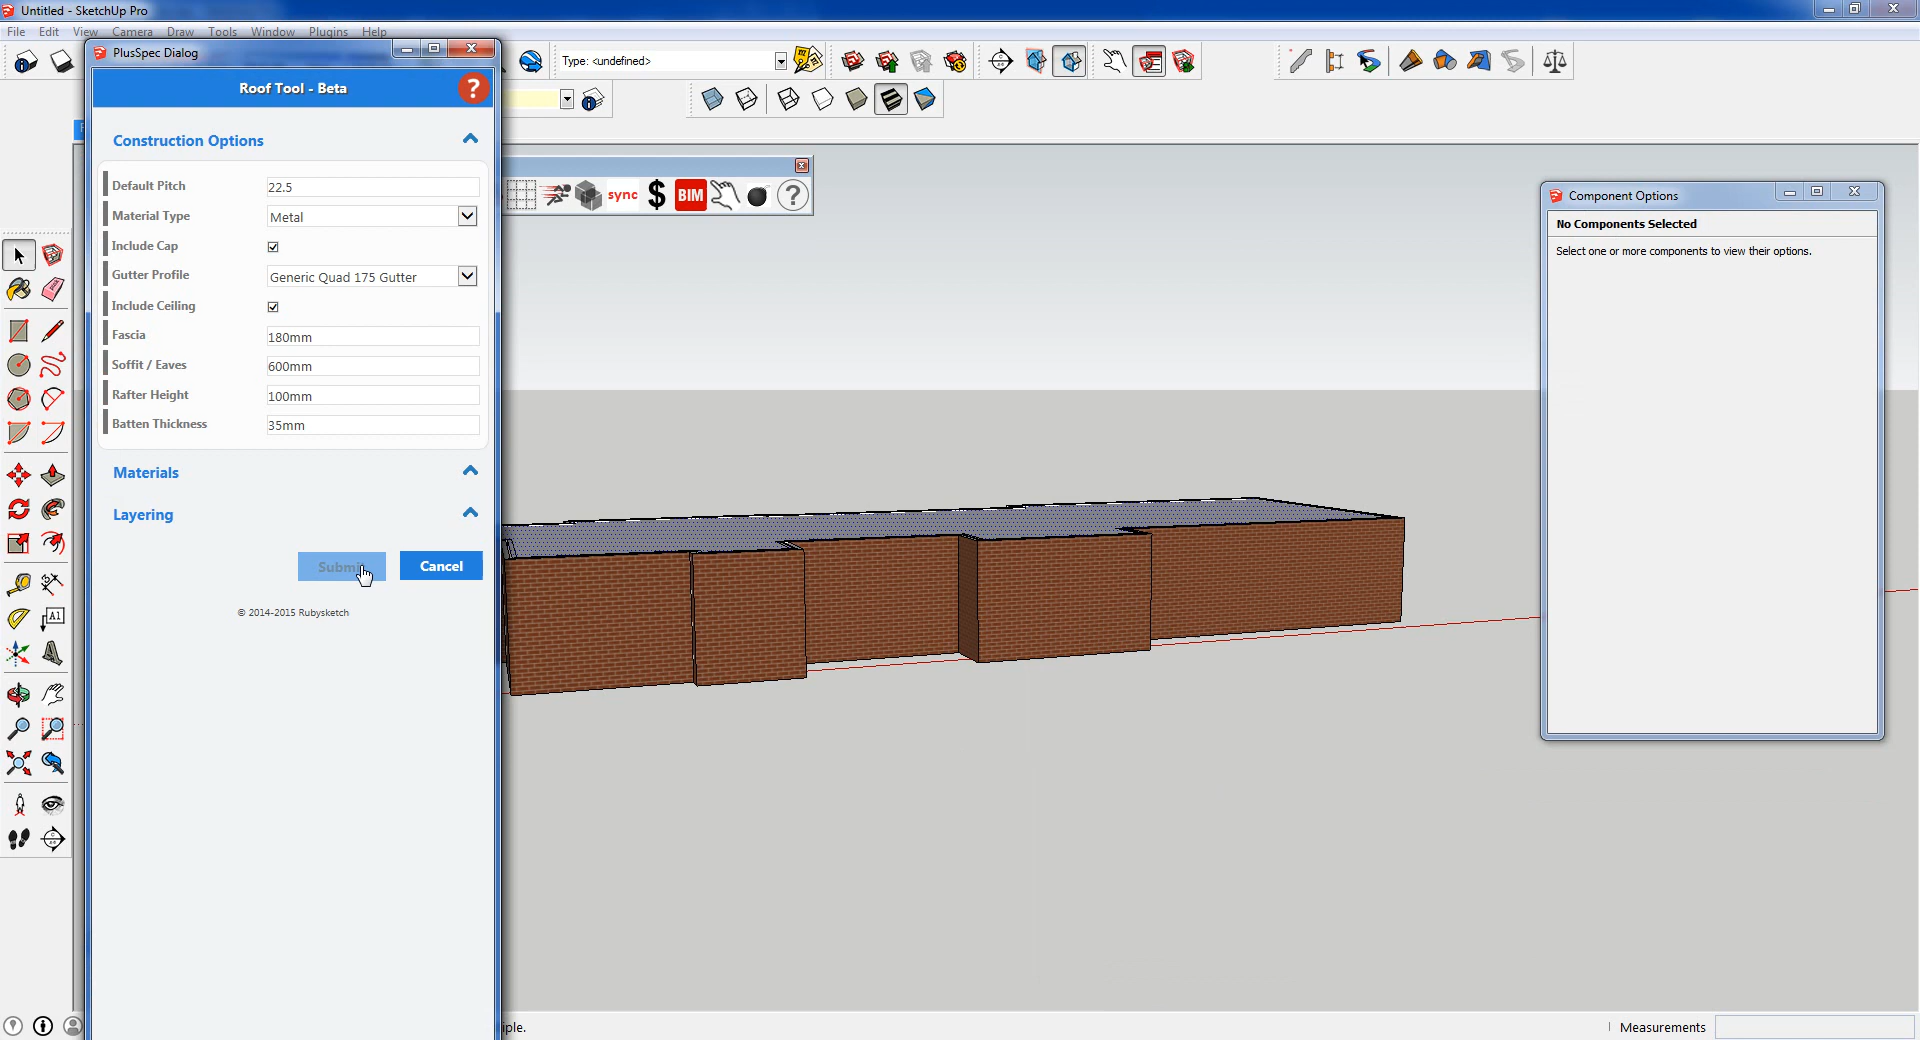 Untitled - SketchUp Pro
File Edit View Camera Draw Tools Window Plugins Help
PlusSpec Dialog
Type: <undefined>
Roof Tool - Beta
?
Construction Options
Default Pitch 22.5
Material Type Metal
Include Cap
Gutter Profile Generic Quad 175 Gutter
Include Ceiling
Fascia 180mm
Soffit / Eaves 600mm
Rafter Height 100mm
Batten Thickness 35mm
Materials
Layering
Submi
Cancel
© 2014-2015 Rubysketch
sync $ BIM ?
Component Options
No Components Selected
Select one or more components to view their options.
A1
iple.
Measurements